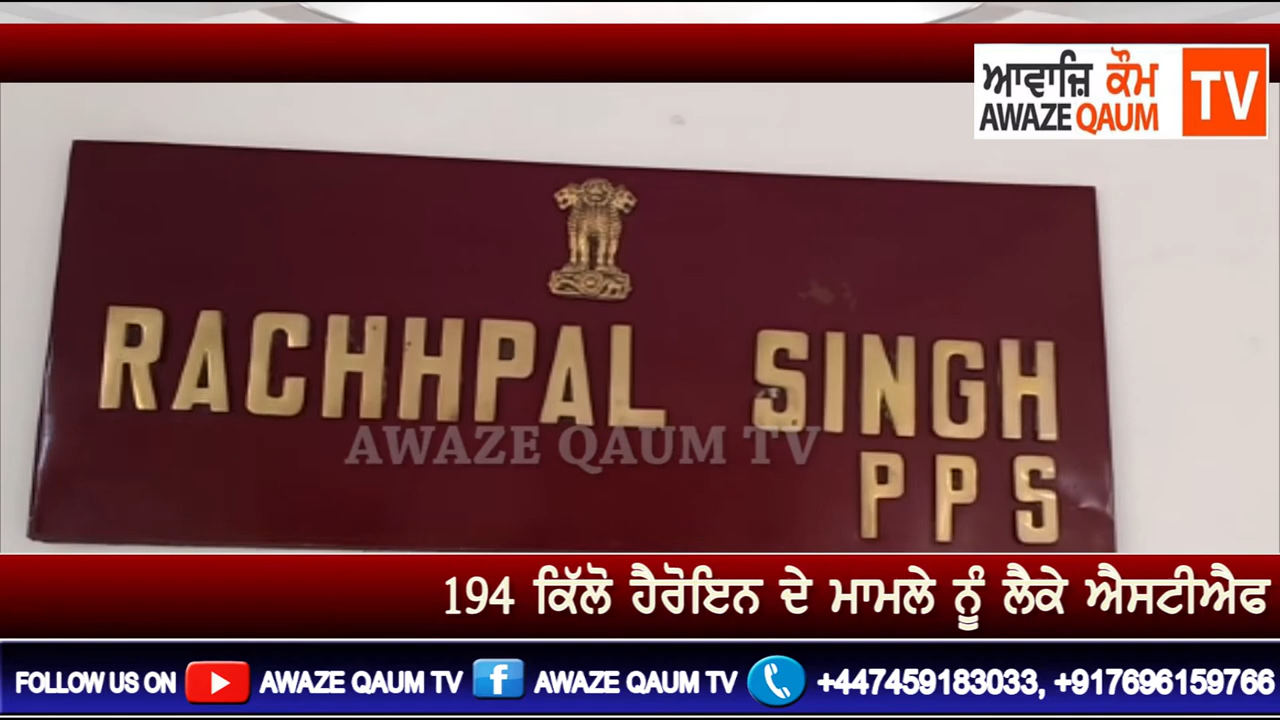 ਆਵਾਜ਼ਿ ਕੌਮ
AWAZE QAUM
TV
RACHHPAL SINGH
AWAZE QAUM TV
PPS
194 ਕਿੱਲੋ ਹੈਰੋਇਨ ਦੇ ਮਾਮਲੇ ਨੂੰ ਲੈਕੇ ਐਸਟੀਐਫ
FOLLOW US ON AWAZE QAUM TV AWAZE QAUM TV +447459183033, +917696159766